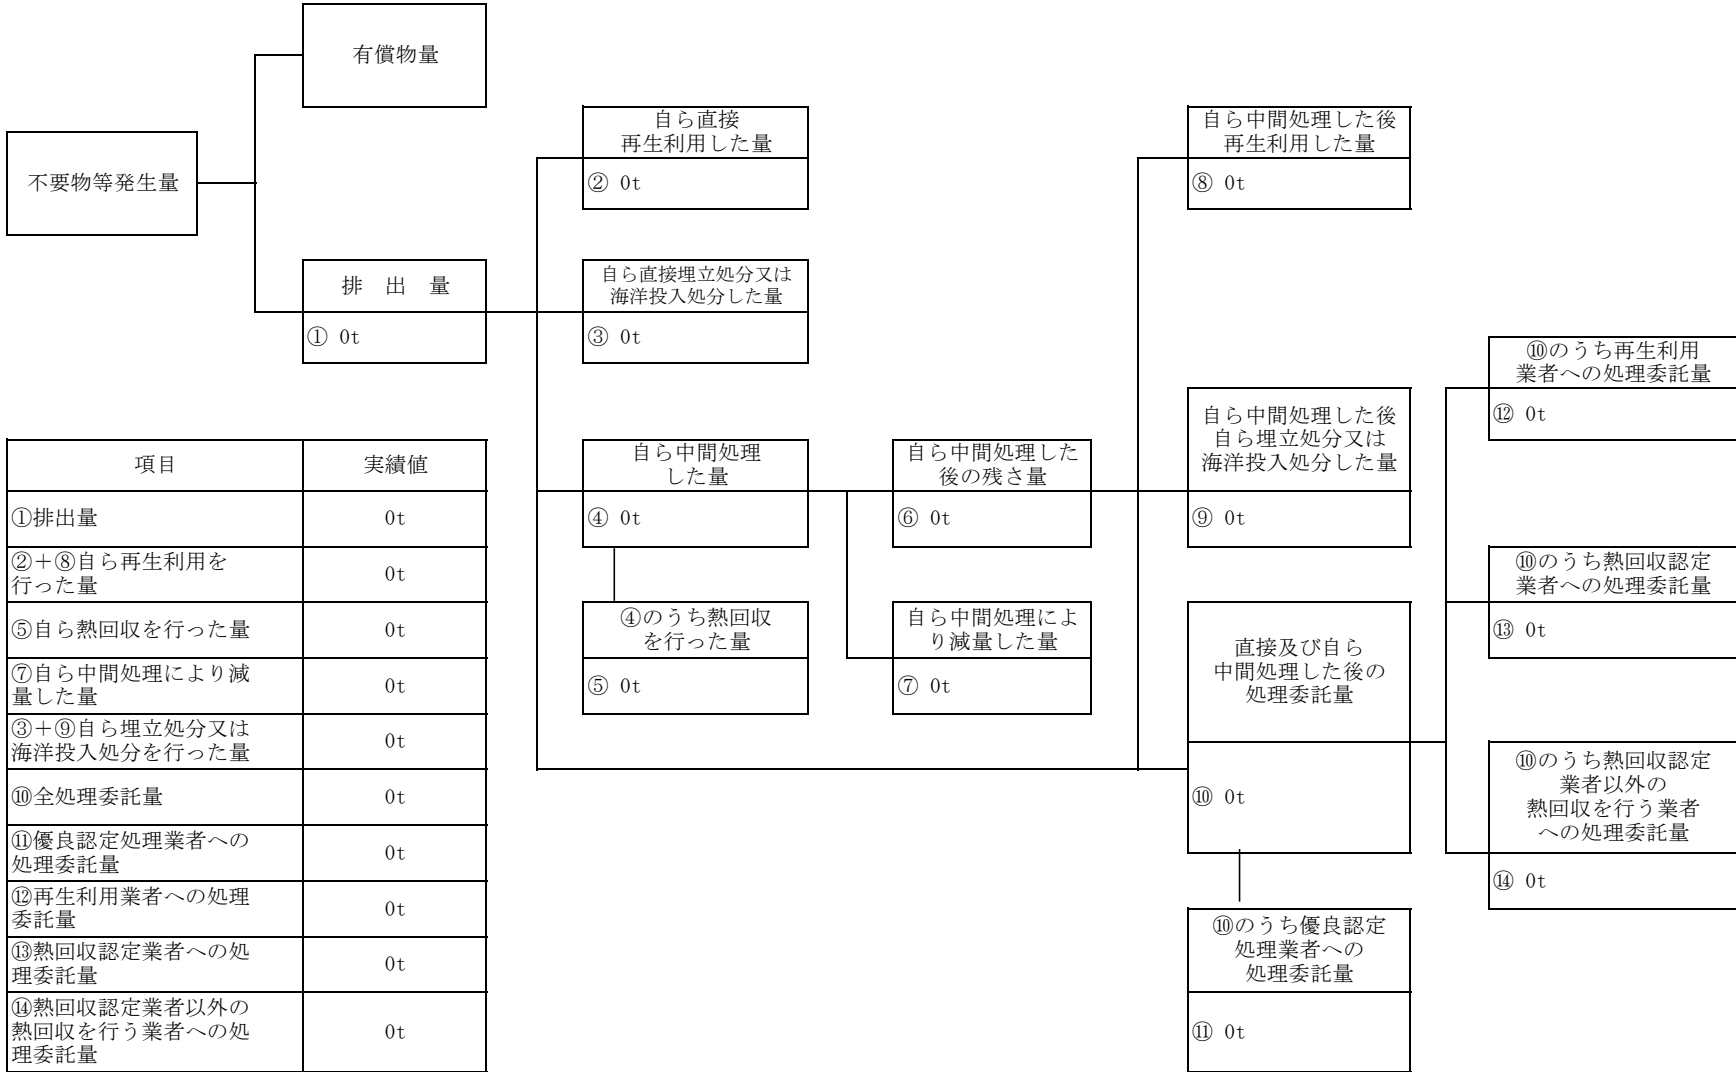 有償物量
不要物等発生量
排　出　量
① 0t
自ら直接
再生利用した量
② 0t
自ら直接埋立処分又は
海洋投入処分した量
③ 0t
自ら中間処理
した量
④ 0t
④のうち熱回収
を行った量
⑤ 0t
自ら中間処理した
後の残さ量
⑥ 0t
自ら中間処理によ
り減量した量
⑦ 0t
自ら中間処理した後
再生利用した量
⑧ 0t
自ら中間処理した後
自ら埋立処分又は
海洋投入処分した量
⑨ 0t
直接及び自ら
中間処理した後の
処理委託量
⑩ 0t
⑩のうち優良認定
処理業者への
処理委託量
⑪ 0t
⑩のうち再生利用
業者への処理委託量
⑫ 0t
⑩のうち熱回収認定
業者への処理委託量
⑬ 0t
⑩のうち熱回収認定
業者以外の
熱回収を行う業者
への処理委託量
⑭ 0t
項目 実績値
①排出量 0t
②＋⑧自ら再生利用を
行った量 0t
⑤自ら熱回収を行った量 0t
⑦自ら中間処理により減
量した量 0t
③＋⑨自ら埋立処分又は
海洋投入処分を行った量 0t
⑩全処理委託量 0t
⑪優良認定処理業者への
処理委託量 0t
⑫再生利用業者への処理
委託量 0t
⑬熱回収認定業者への処
理委託量 0t
⑭熱回収認定業者以外の
熱回収を行う業者への処
理委託量 0t